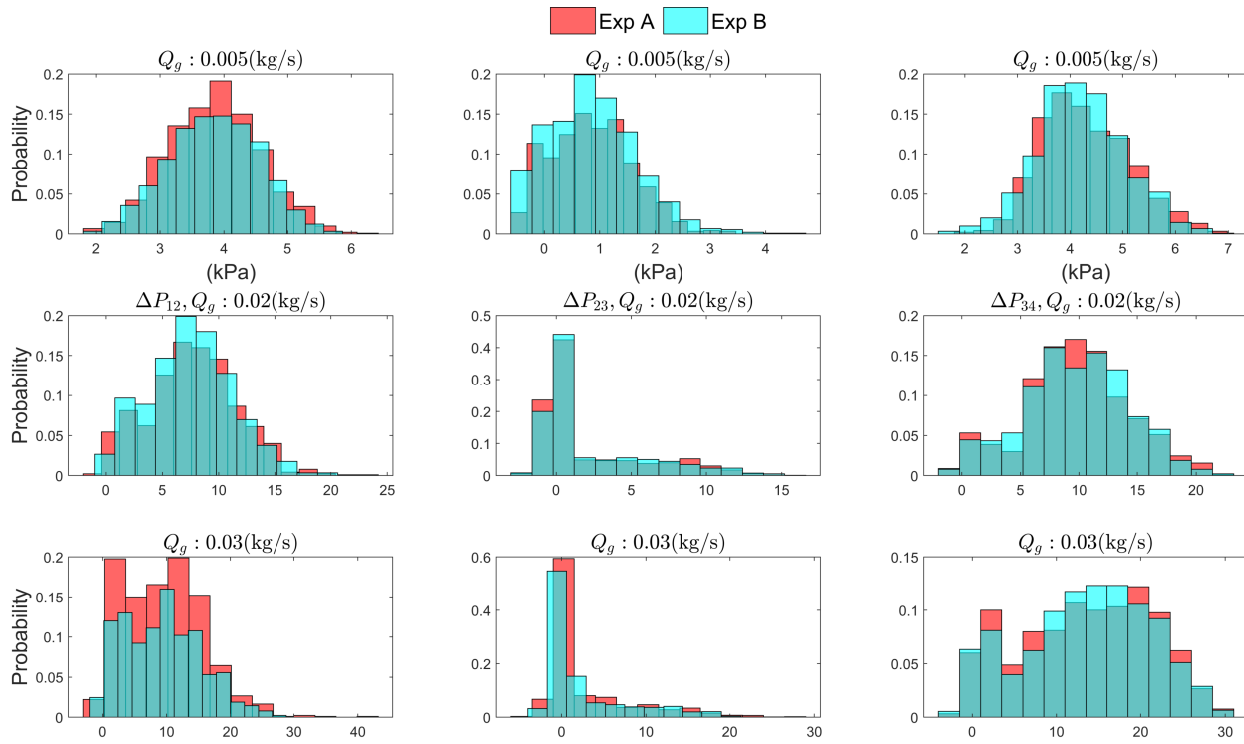 Exp A Exp B
Q_g : 0.005(kg/s) Q_g : 0.005(kg/s) Q_g : 0.005(kg/s)
Probability
0.2 0.15 0.1 0.05 0
2 3 4 5 6
(kPa)
0.2 0.15 0.1 0.05 0
0 1 2 3 4
(kPa)
0.2 0.15 0.1 0.05 0
2 3 4 5 6 7
(kPa)
ΔP_12, Q_g : 0.02(kg/s) ΔP_23, Q_g : 0.02(kg/s) ΔP_34, Q_g : 0.02(kg/s)
Probability
0.2 0.15 0.1 0.05 0
0 5 10 15 20 25
0.5 0.4 0.3 0.2 0.1 0
0 5 10 15
0.2 0.15 0.1 0.05 0
0 5 10 15 20
Q_g : 0.03(kg/s) Q_g : 0.03(kg/s) Q_g : 0.03(kg/s)
Probability
0.2 0.15 0.1 0.05 0
0 10 20 30 40
0.6 0.4 0.2 0
0 10 20 30
0.15 0.1 0.05 0
0 10 20 30